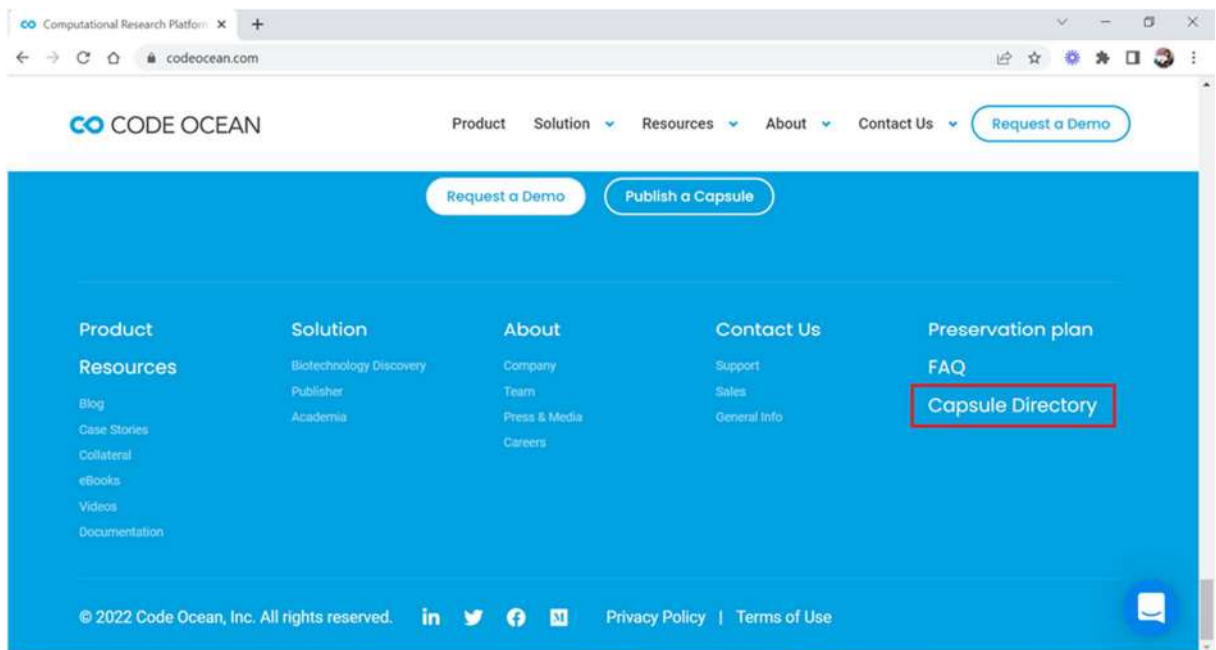 Computational Research Platform
codeocean.com
CODE OCEAN
Product Solution Resources About Contact Us Request a Demo
Request a Demo Publish a Capsule
Product
Resources
Blog
Case Stories
Collateral
eBooks
Videos
Documentation
Solution
Biotechnology Discovery
Publisher
Academia
About
Company
Team
Press & Media
Careers
Contact Us
Support
Sales
General Info
Preservation plan
FAQ
Capsule Directory
© 2022 Code Ocean, Inc. All rights reserved. in M Privacy Policy | Terms of Use